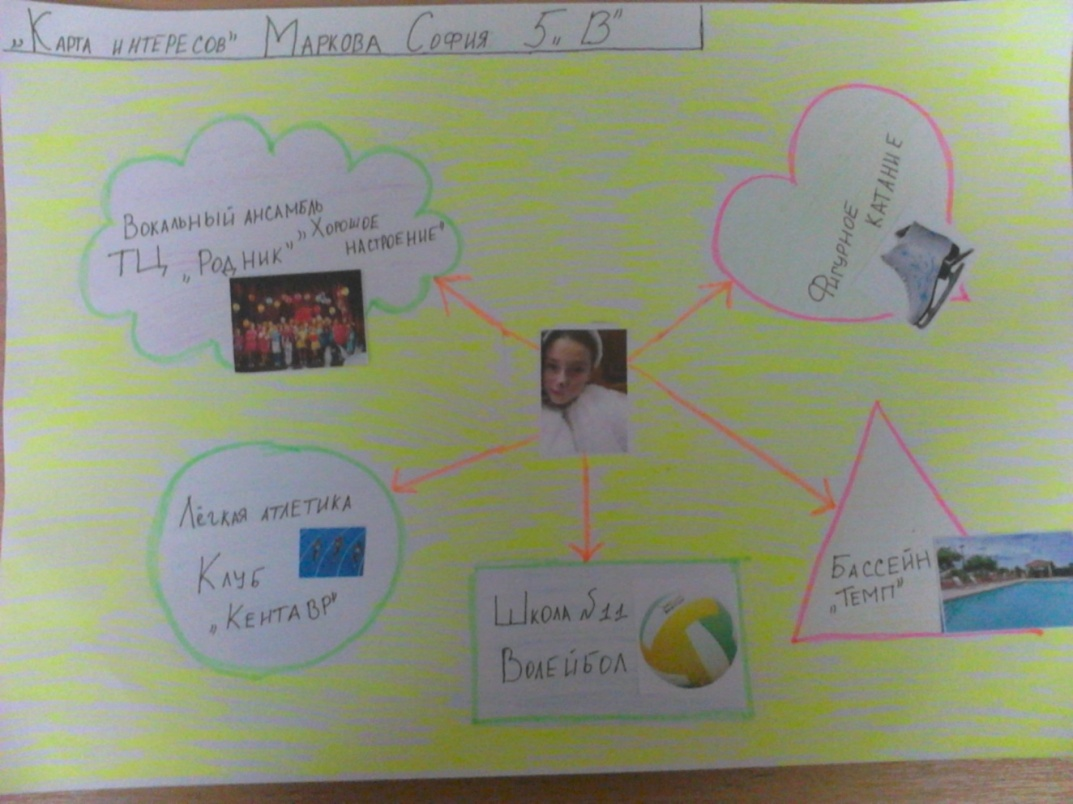 „Карта интересов" Маркова София 5„В"
Вокальный ансамбль
ТЦ „Родник" „Хорошое
настроение"
Фигурное
катание
Лёгкая атлетика
Клуб
„Кентавр"
Школа №11
Волейбол
Бассейн
„Темп"